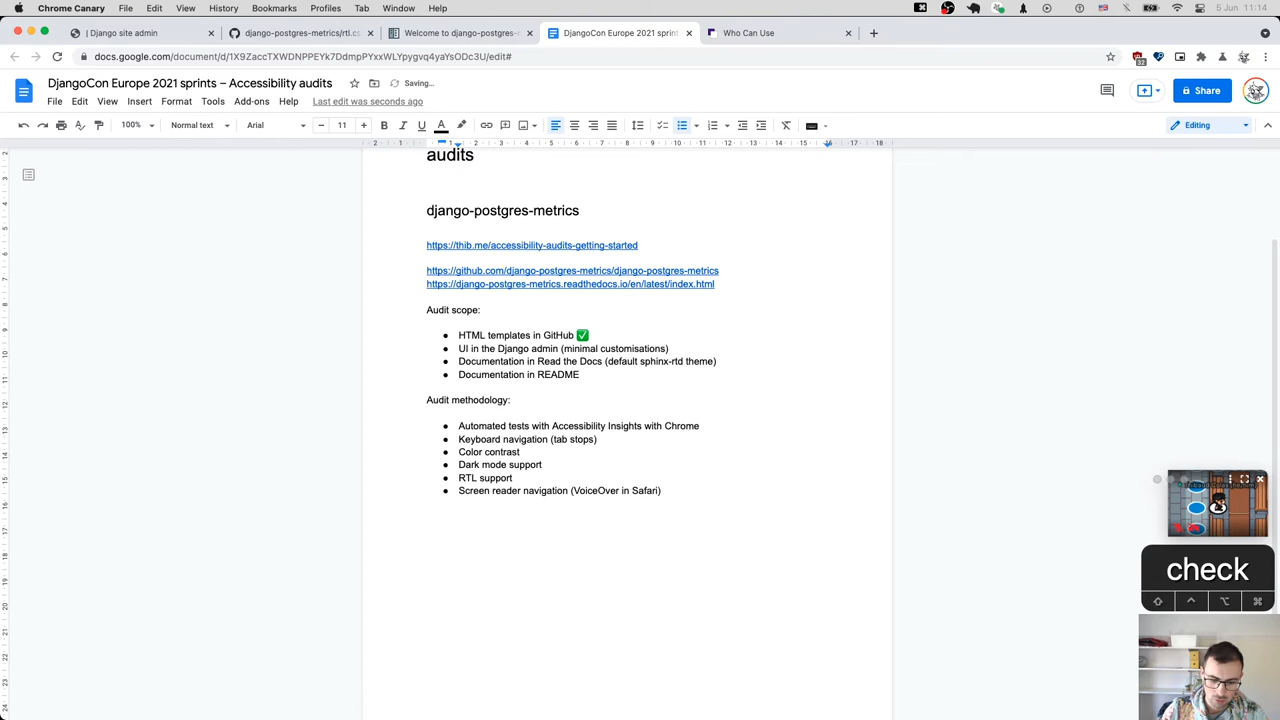 Chrome Canary File Edit View History Bookmarks Profiles Tab Window Help
5 Jun 11:14
| Django site admin
django-postgres-metrics/rtl.cs
Welcome to django-postgres-m
DjangoCon Europe 2021 sprint
Who Can Use
docs.google.com/document/d/1X9ZaccTXWDNPPEYk7DdmpPYxxWLYpygvq4yaYsODc3U/edit#
DjangoCon Europe 2021 sprints – Accessibility audits
Saving...
File Edit View Insert Format Tools Add-ons Help Last edit was seconds ago
Share
100% Normal text Arial 11
Editing
audits
django-postgres-metrics
https://thib.me/accessibility-audits-getting-started
https://github.com/django-postgres-metrics/django-postgres-metrics
https://django-postgres-metrics.readthedocs.io/en/latest/index.html
Audit scope:
● HTML templates in GitHub ✅
● UI in the Django admin (minimal customisations)
● Documentation in Read the Docs (default sphinx-rtd theme)
● Documentation in README
Audit methodology:
● Automated tests with Accessibility Insights with Chrome
● Keyboard navigation (tab stops)
● Color contrast
● Dark mode support
● RTL support
● Screen reader navigation (VoiceOver in Safari)
check